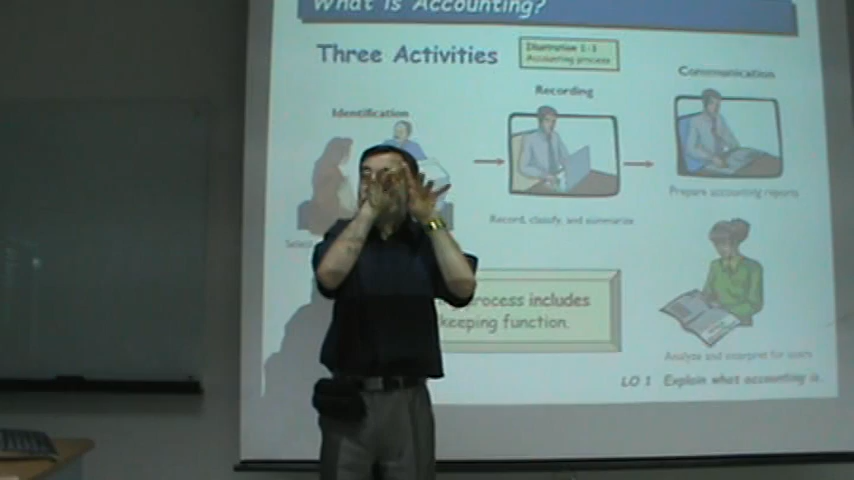 What is Accounting?
Three Activities
Illustration 1-1
Accounting process
Communication
Recording
Identification
Prepare accounting reports
Record, classify, and summarize
Select
process includes
keeping function.
Analyze and interpret for users
LO 1 Explain what accounting is.